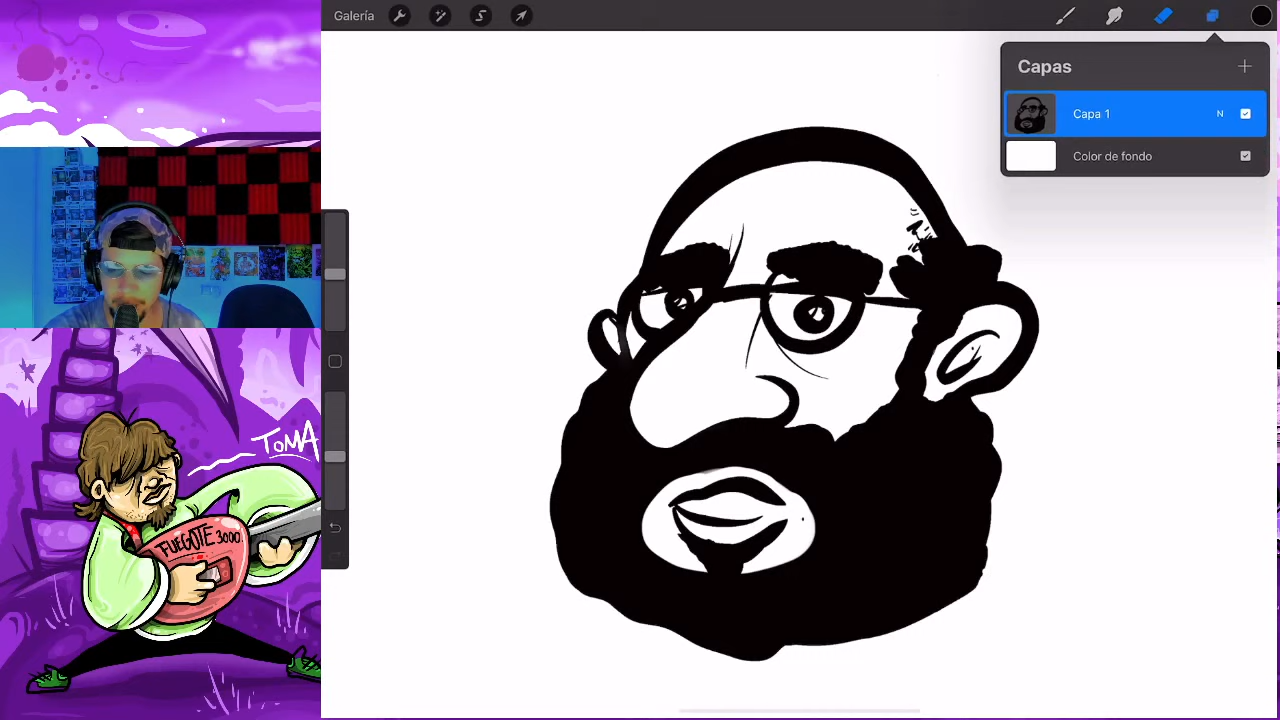 Galería
Capas
Capa 1
N
Color de fondo
TOMA
FUEGOTE 3000